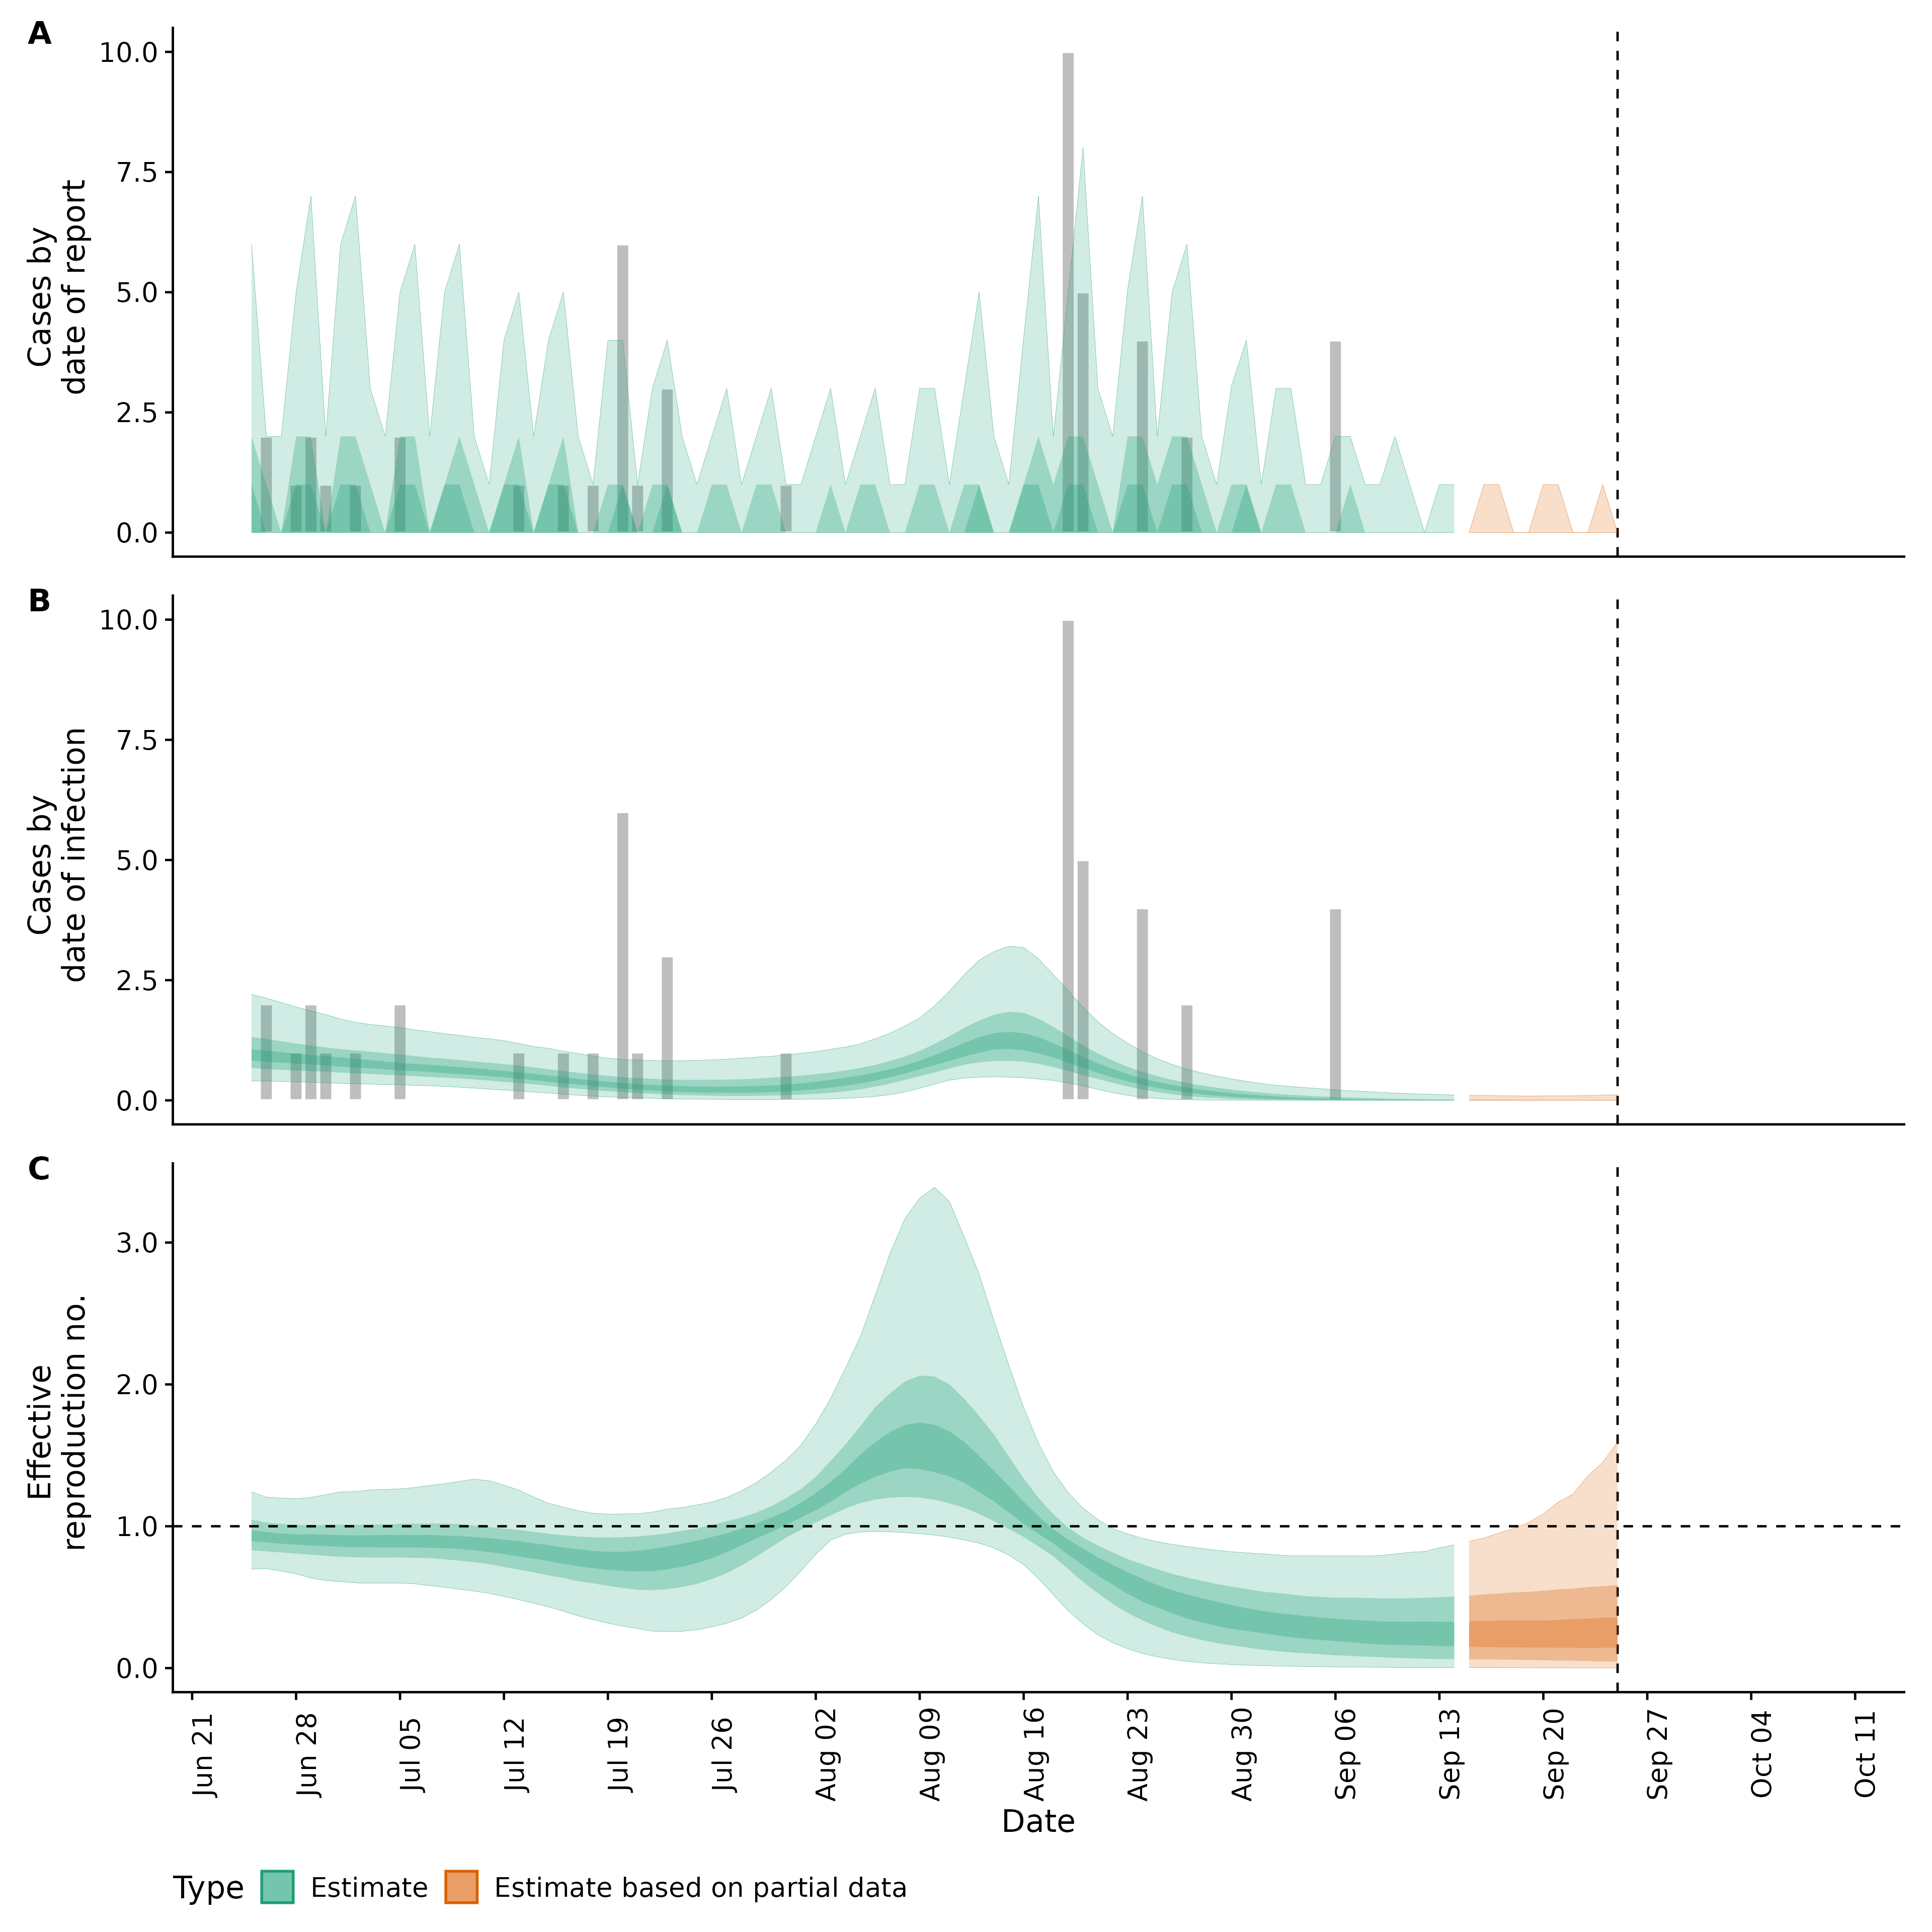 A
Cases by
date of report
10.0
7.5
5.0
2.5
0.0
B
Cases by
date of infection
10.0
7.5
5.0
2.5
0.0
C
Effective
reproduction no.
3.0
2.0
1.0
0.0
Jun 21
Jun 28
Jul 05
Jul 12
Jul 19
Jul 26
Aug 02
Aug 09
Aug 16
Aug 23
Aug 30
Sep 06
Sep 13
Sep 20
Sep 27
Oct 04
Oct 11
Date
Type Estimate Estimate based on partial data